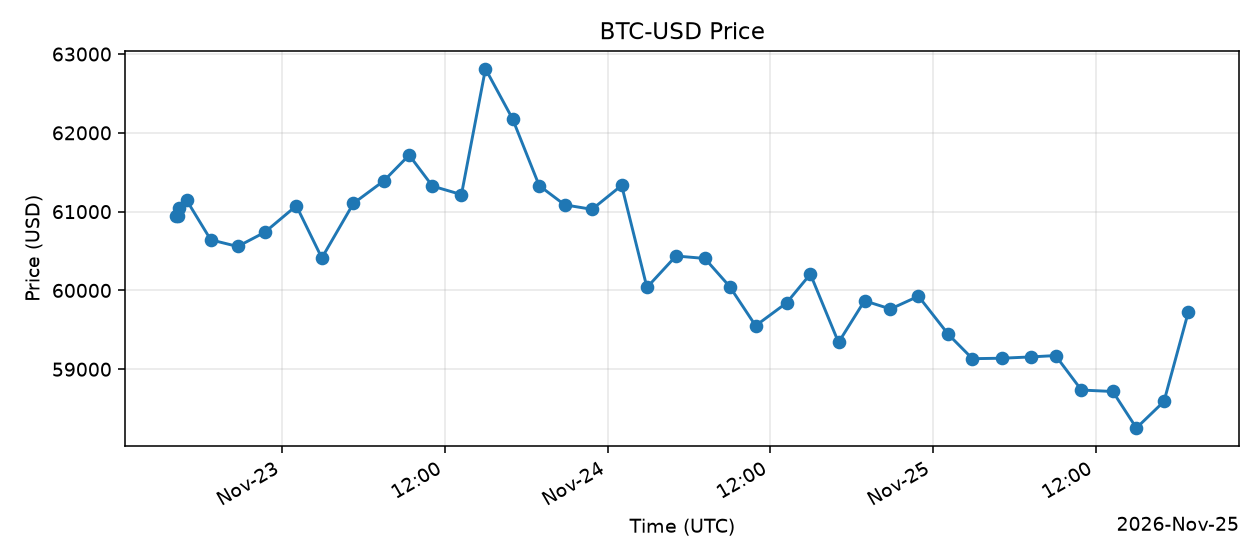 BTC-USD Price
63000
62000
61000
60000
59000
Price (USD)
Nov-23
12:00
Nov-24
12:00
Nov-25
12:00
Time (UTC)
2026-Nov-25